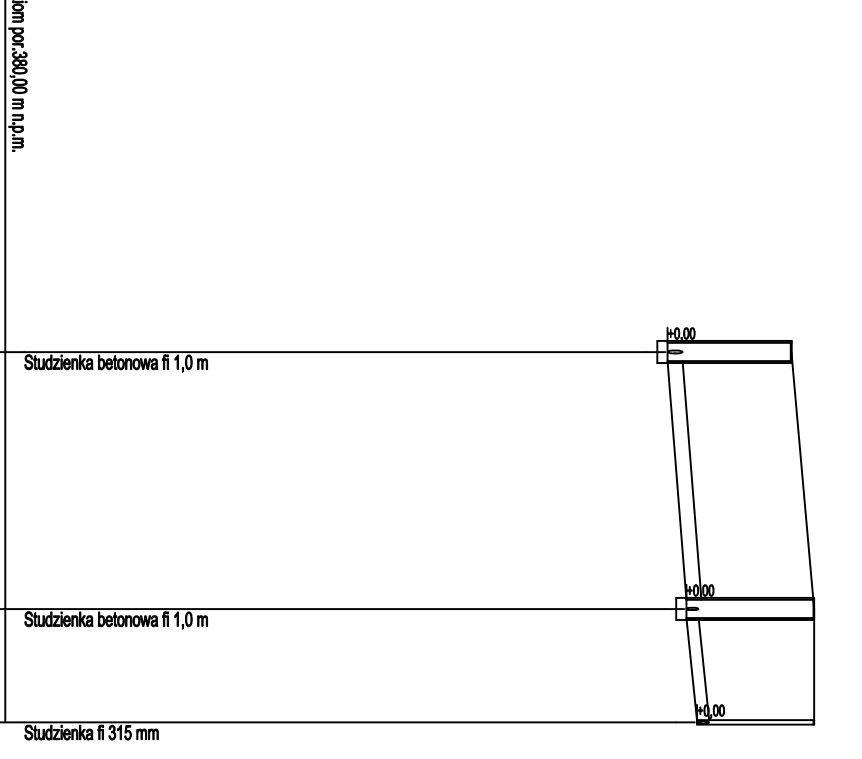 por.380,00 m n.p.m.
+0.00
Studzienka betonowa fi 1,0 m
+0.00
Studzienka betonowa fi 1,0 m
+0,00
Studzienka fi 315 mm